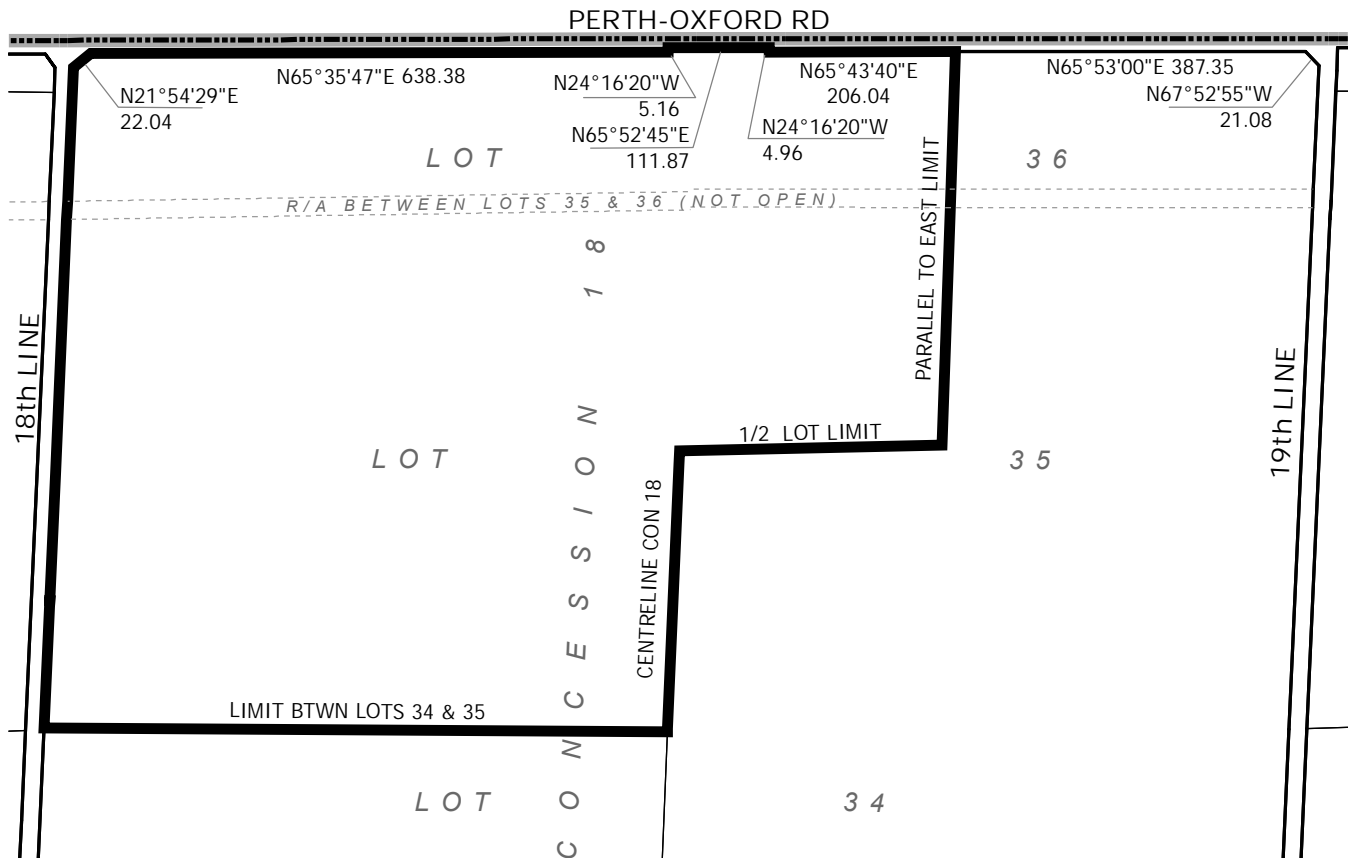 PERTH-OXFORD RD
N65°35'47"E 638.38
N21°54'29"E
22.04
N24°16'20"W
5.16
N65°52'45"E
111.87
N65°43'40"E
206.04
N24°16'20"W
4.96
N65°53'00"E 387.35
N67°52'55"W
21.08
LOT
36
R/A BETWEEN LOTS 35 & 36 (NOT OPEN)
PARALLEL TO EAST LIMIT
18th LINE
19th LINE
1/2 LOT LIMIT
LOT
35
CENTRELINE CON 18
CONCESSION 18
LIMIT BTWN LOTS 34 & 35
LOT
34